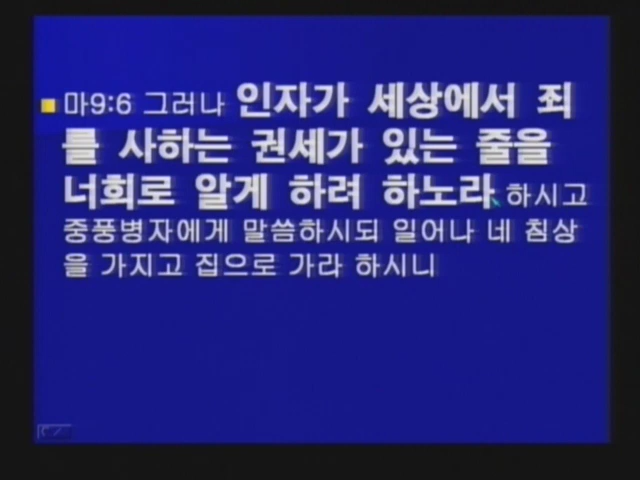 마9:6 그러나 인자가 세상에서 죄
를 사하는 권세가 있는 줄을
너희로 알게 하려 하노라 하시고
중풍병자에게 말씀하시되 일어나 네 침상
을 가지고 집으로 가라 하시니